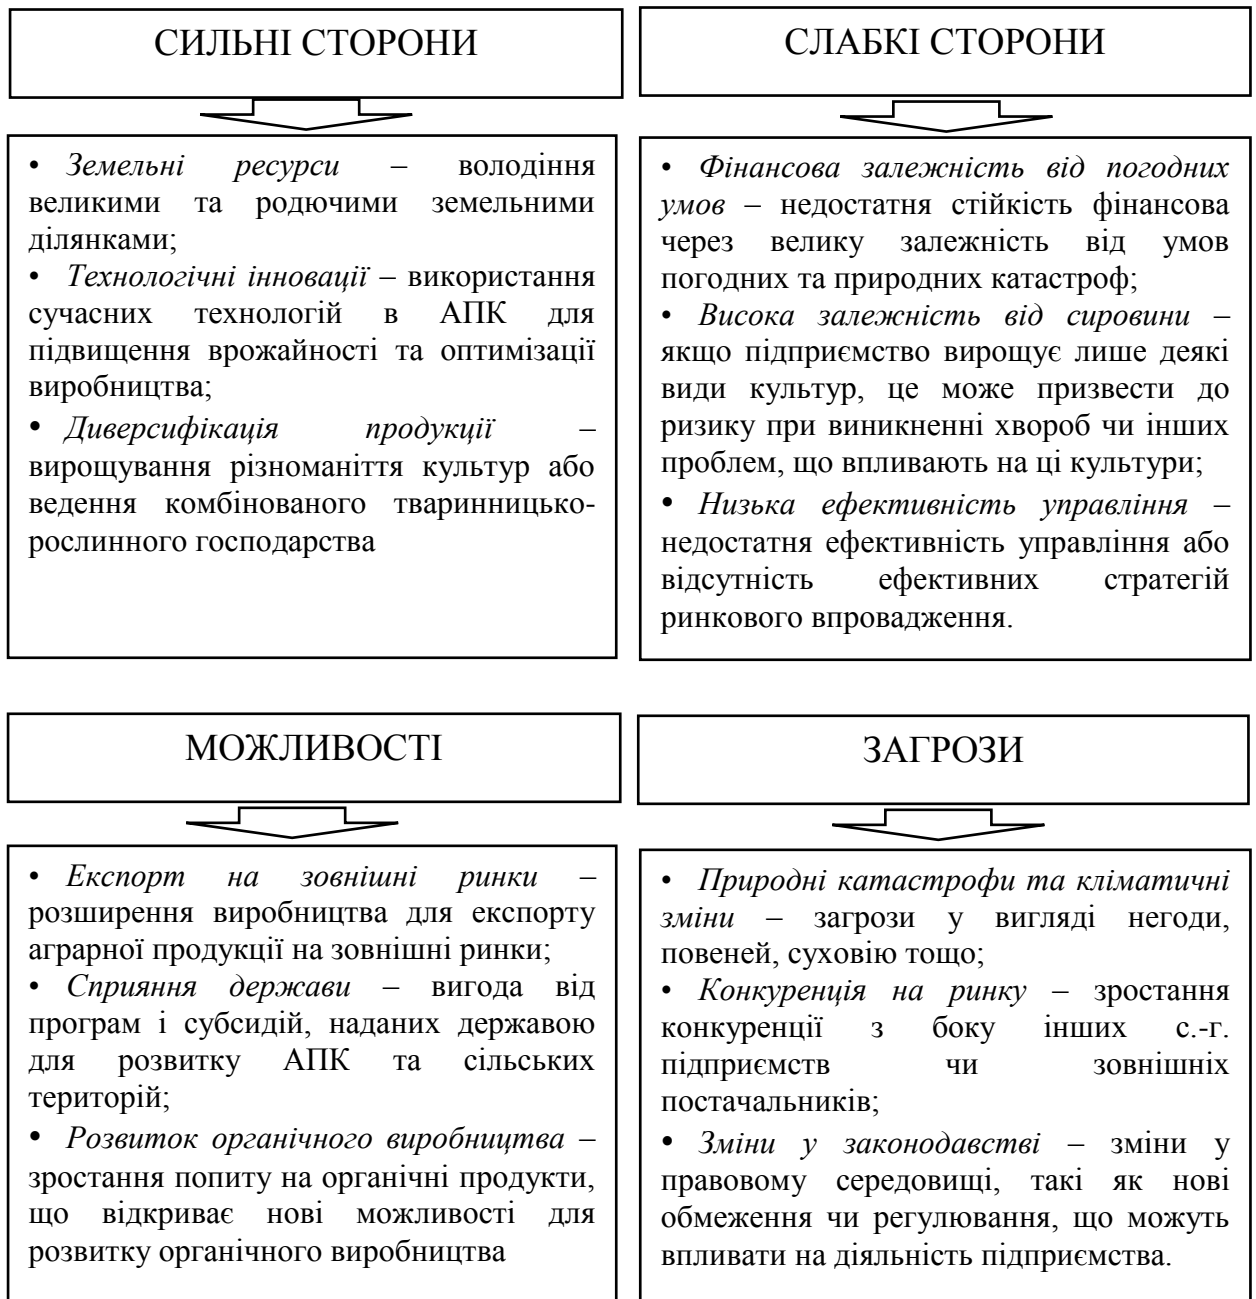 СИЛЬНІ СТОРОНИ
• Земельні ресурси – володіння
великими та родючими земельними
ділянками;
• Технологічні інновації – використання
сучасних технологій в АПК для
підвищення врожайності та оптимізації
виробництва;
• Диверсифікація продукції –
вирощування різноманіття культур або
ведення комбінованого тваринницько-
рослинного господарства
СЛАБКІ СТОРОНИ
• Фінансова залежність від погодних
умов – недостатня стійкість фінансова
через велику залежність від умов
погодних та природних катастроф;
• Висока залежність від сировини –
якщо підприємство вирощує лише деякі
види культур, це може призвести до
ризику при виникненні хвороб чи інших
проблем, що впливають на ці культури;
• Низька ефективність управління –
недостатня ефективність управління або
відсутність ефективних стратегій
ринкового впровадження.
МОЖЛИВОСТІ
• Експорт на зовнішні ринки –
розширення виробництва для експорту
аграрної продукції на зовнішні ринки;
• Сприяння держави – вигода від
програм і субсидій, наданих державою
для розвитку АПК та сільських
територій;
• Розвиток органічного виробництва –
зростання попиту на органічні продукти,
що відкриває нові можливості для
розвитку органічного виробництва
ЗАГРОЗИ
• Природні катастрофи та кліматичні
зміни – загрози у вигляді негоди,
повеней, суховію тощо;
• Конкуренція на ринку – зростання
конкуренції з боку інших с.-г.
підприємств чи зовнішніх
постачальників;
• Зміни у законодавстві – зміни у
правовому середовищі, такі як нові
обмеження чи регулювання, що можуть
впливати на діяльність підприємства.